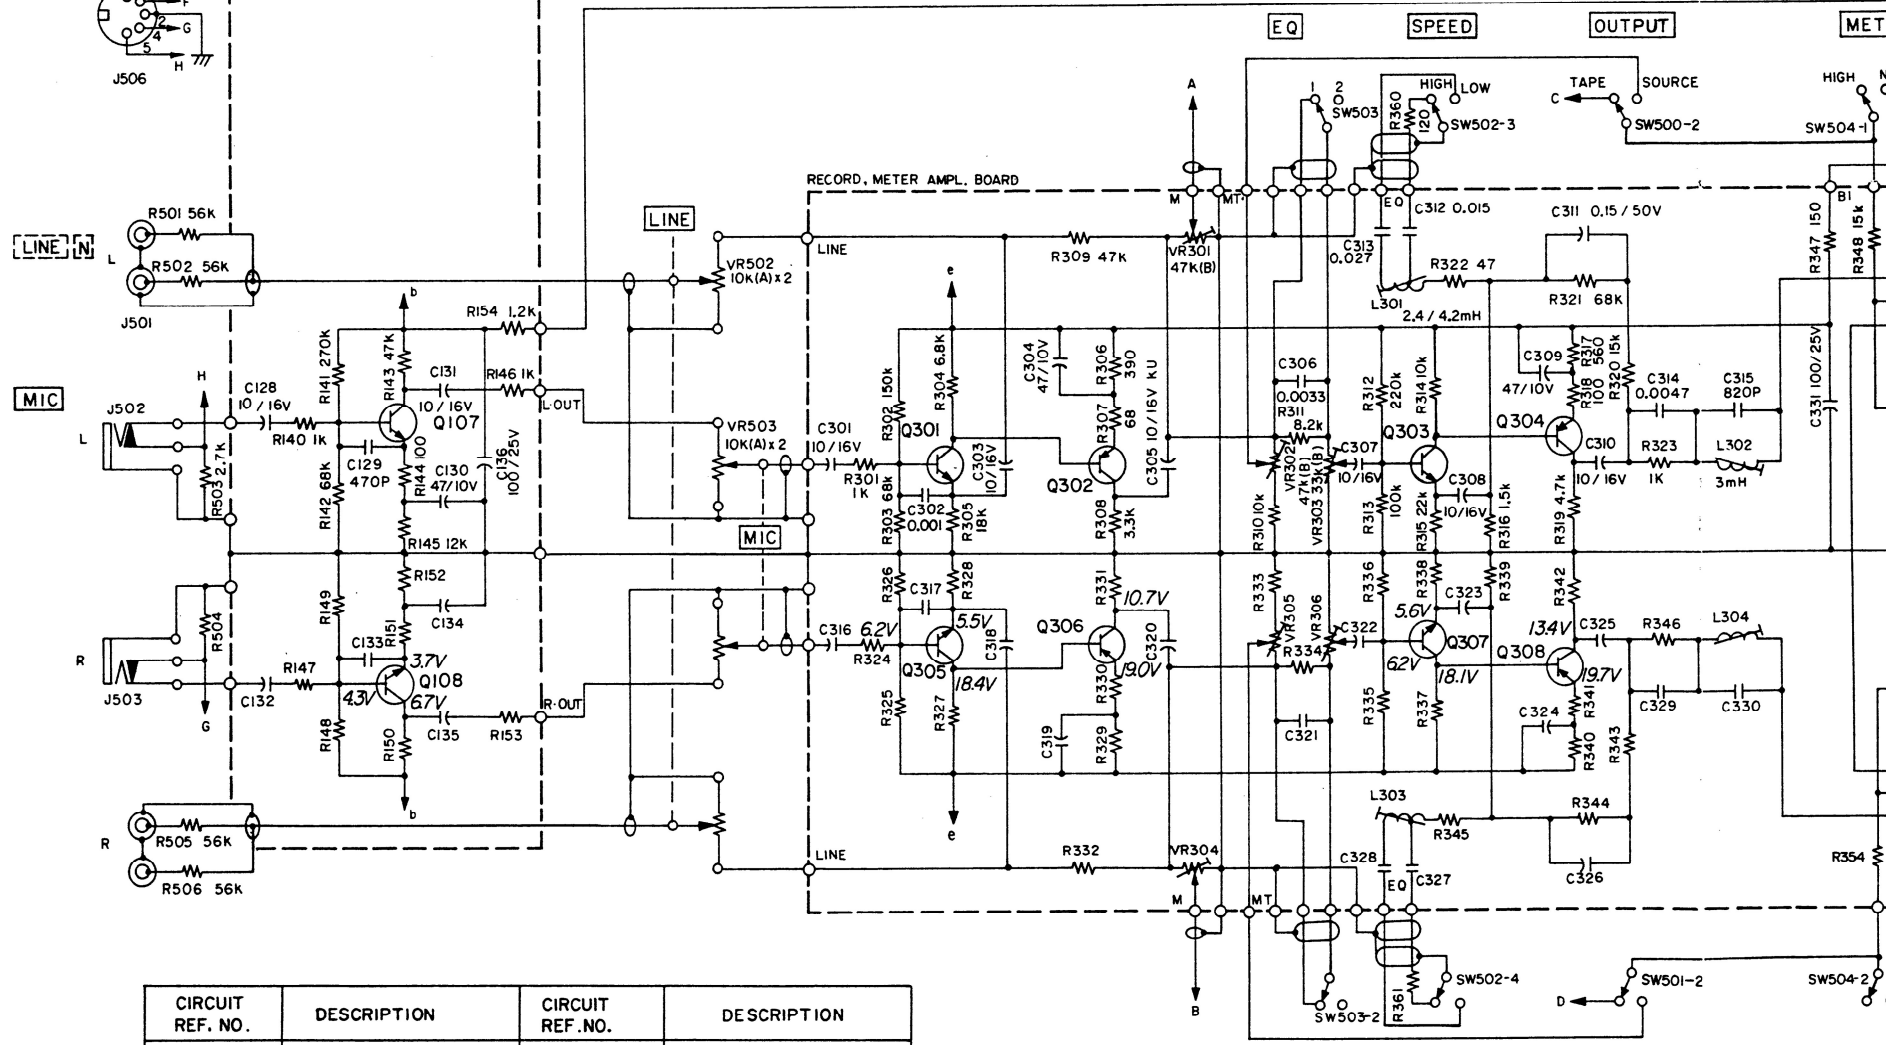 F
G
2
4
5
H
J506
EQ
SPEED
OUTPUT
MET
A
1 2
SW503
HIGH LOW
R360
120
SW502-3
TAPE SOURCE
C
SW500-2
HIGH N
SW504-1
RECORD, METER AMPL. BOARD
M
MT
EQ
B1
LINE N
L
R501 56K
R502 56K
J501
LINE
VR502
10K(A)x2
LINE
R309 47K
VR301
47K(B)
C313
0.027
C312 0.015
C311 0.15 / 50V
R347 150
R348 15k
L301
2.4 / 4.2mH
R322 47
R321 68K
b
R154 1.2K
R141 270K
R143 47K
C131
10 / 16V
R146 1K
L·OUT
e
R302 150k
R304 6.8k
C304
47/10V
R306
390
R307
68
C305 10/16V KU
C306
0.0033
R311
8.2k
R312
220k
R314 10k
C309
47/10V
R317
560
R318
100
R320 15k
C314
0.0047
C315
820P
C331 100/25V
MIC
H
J502
L
C128
10 / 16V
R140 1K
Q107
R503 2.7k
C129
470P
R142 68K
R144 100
C130
47/10V
C136
100/25V
R145 12K
VR503
10K(A)x2
C301
10/16V
R301
1K
Q301
R303 68k
C302
0.001
R305
18K
C303
10/16V
Q302
R308
3.3k
VR302
47k(B)
VR303 33k(B)
R310 10k
C307
10/16V
R313
100k
Q303
C308
10/16V
R315 22k
R316 1.5k
Q304
C310
10/16V
R319 4.7k
R323
1K
L302
3mH
MIC
R504
R
J503
G
C132
R147
R149
R152
C134
R151
C133
3.7V
Q108
4.3V
6.7V
R148
R150
C135
R153
R·OUT
C316
6.2V
R324
R326
C317
R328
5.5V
Q305
18.4V
C318
R325
R327
R331
10.7V
Q306
19.0V
C320
R330
R329
C319
R333
VR305
VR306
R334
C321
C322
R336
R338
5.6V
C323
R339
Q307
6.2V
18.1V
R335
R337
R342
13.4V
C325
Q308
19.7V
R341
C324
R340
R343
R346
L304
C329
C330
e
b
R
R505 56K
R506 56K
LINE
R332
VR304
C328
L303
R345
EQ
C327
R344
C326
R354
M
MT
B
SW503-2
R361
SW502-4
D
SW501-2
SW504-2
CIRCUIT
REF. NO.
DESCRIPTION
CIRCUIT
REF.NO.
DESCRIPTION